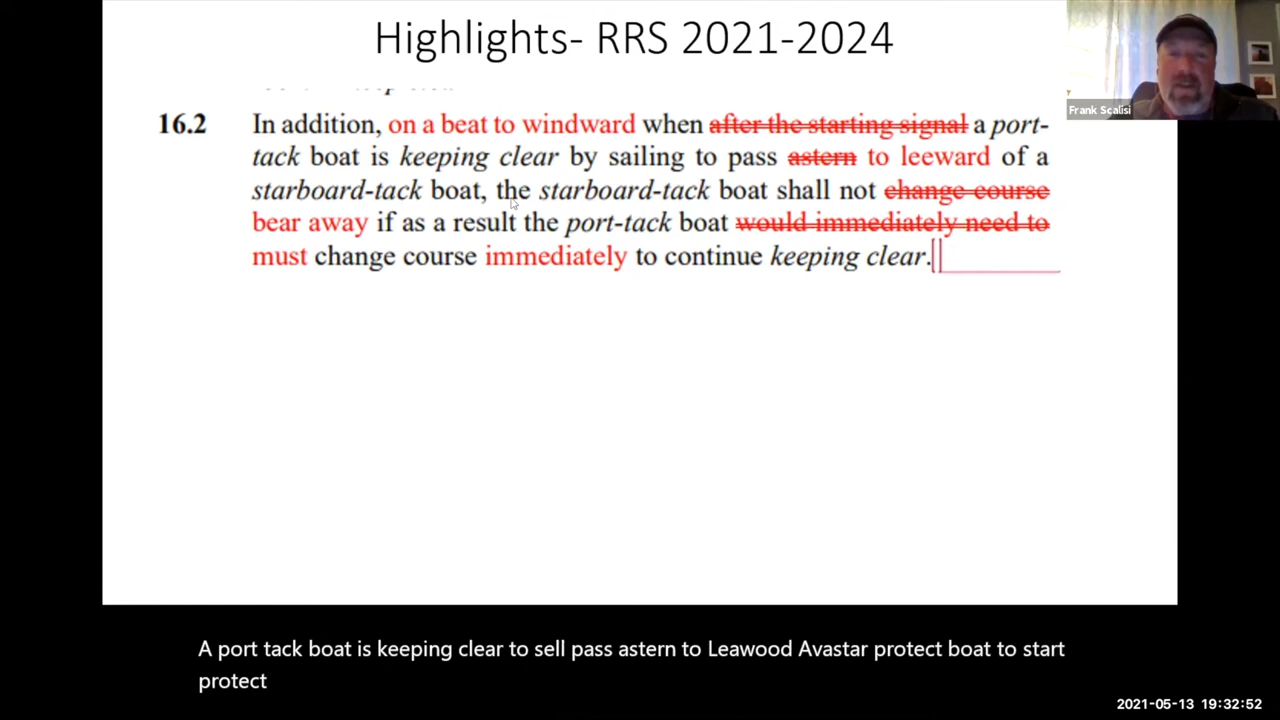 Highlights- RRS 2021-2024
Frank Scalisi
16.2 In addition, on a beat to windward when after the starting signal a port-
tack boat is keeping clear by sailing to pass astern to leeward of a
starboard-tack boat, the starboard-tack boat shall not change course
bear away if as a result the port-tack boat would immediately need to
must change course immediately to continue keeping clear.
A port tack boat is keeping clear to sell pass astern to Leawood Avastar protect boat to start
protect
2021-05-13 19:32:52